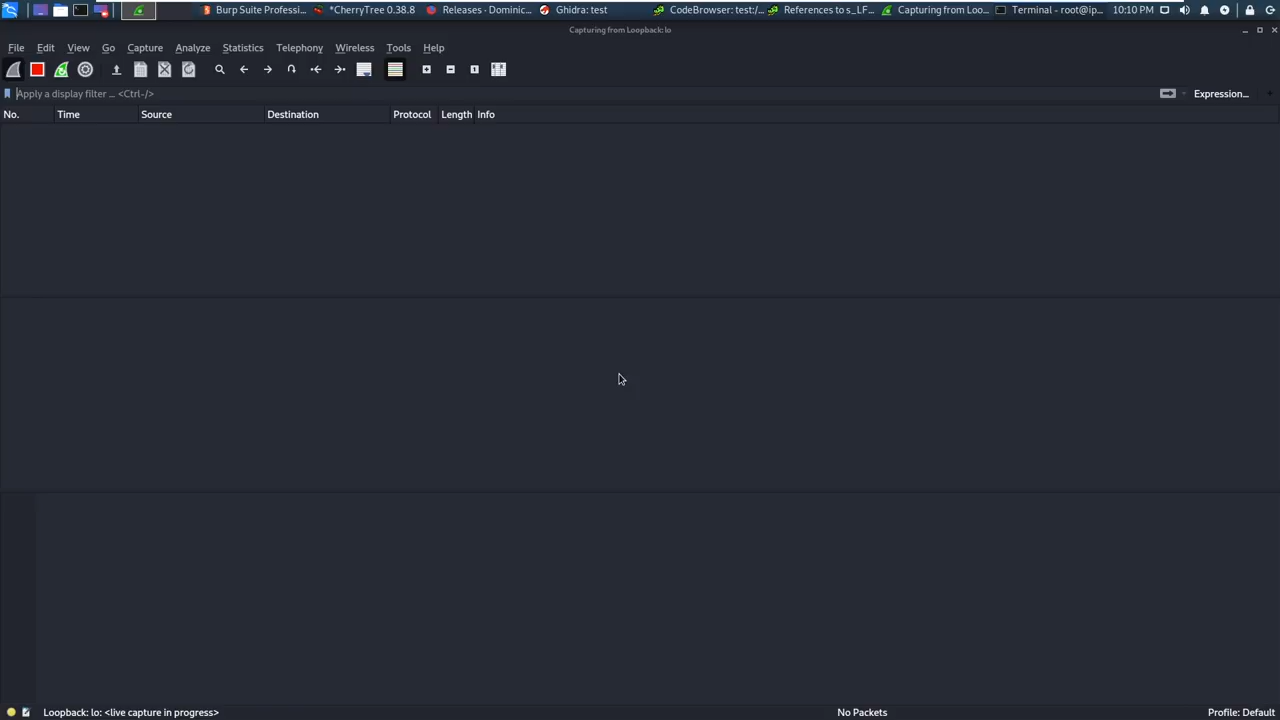 Burp Suite Professi... *CherryTree 0.38.8 Releases - Dominic... Ghidra: test CodeBrowser: test:/... References to s_LF... Capturing from Loo... Terminal - root@ip... 10:10 PM
Capturing from Loopback: lo
File Edit View Go Capture Analyze Statistics Telephony Wireless Tools Help
Apply a display filter ... <Ctrl-/> Expression...
No. Time Source Destination Protocol Length Info
Loopback: lo: <live capture in progress> No Packets Profile: Default